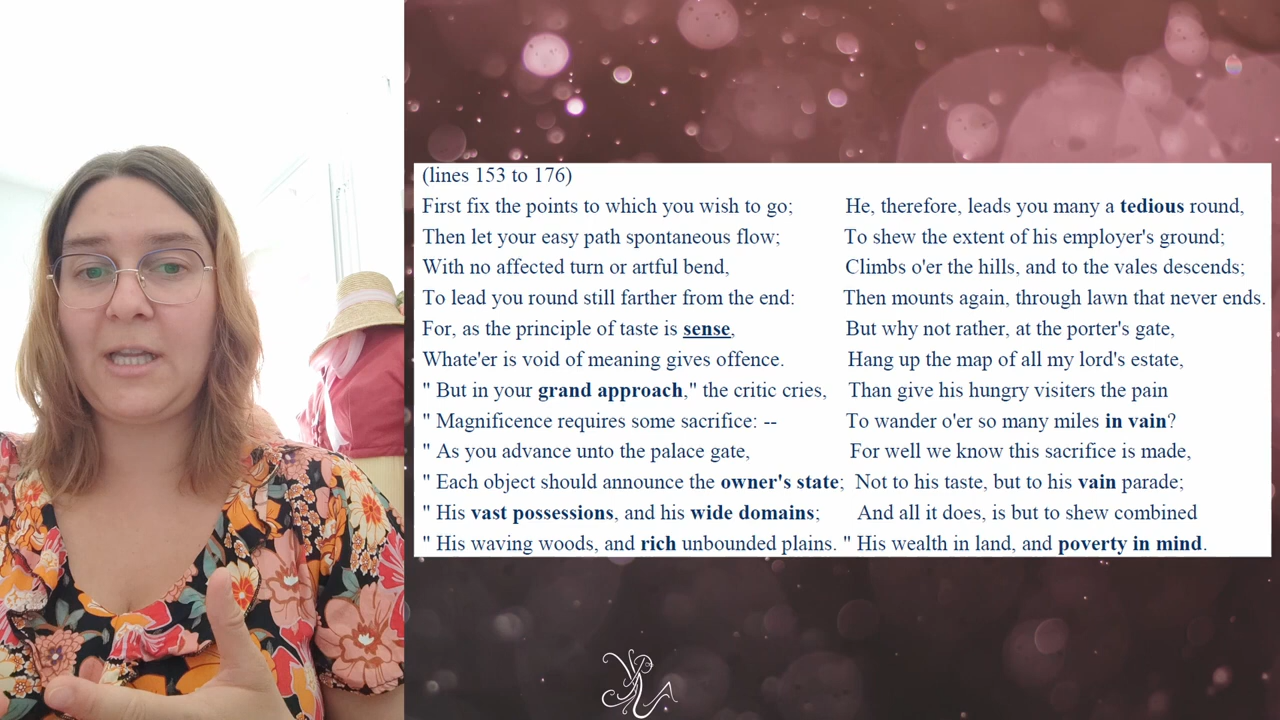 (lines 153 to 176)
First fix the points to which you wish to go;
Then let your easy path spontaneous flow;
With no affected turn or artful bend,
To lead you round still farther from the end:
For, as the principle of taste is sense,
Whate'er is void of meaning gives offence.
" But in your grand approach," the critic cries,
" Magnificence requires some sacrifice: --
" As you advance unto the palace gate,
" Each object should announce the owner's state;
" His vast possessions, and his wide domains;
" His waving woods, and rich unbounded plains. "
He, therefore, leads you many a tedious round,
To shew the extent of his employer's ground;
Climbs o'er the hills, and to the vales descends;
Then mounts again, through lawn that never ends.
But why not rather, at the porter's gate,
Hang up the map of all my lord's estate,
Than give his hungry visiters the pain
To wander o'er so many miles in vain?
For well we know this sacrifice is made,
Not to his taste, but to his vain parade;
And all it does, is but to shew combined
His wealth in land, and poverty in mind.